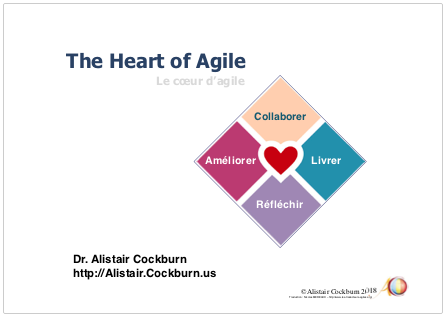 The Heart of Agile
Le cœur d'agile
Collaborer
Améliorer
Livrer
Réfléchir
Dr. Alistair Cockburn
http://Alistair.Cockburn.us
© Alistair Cockburn 2018